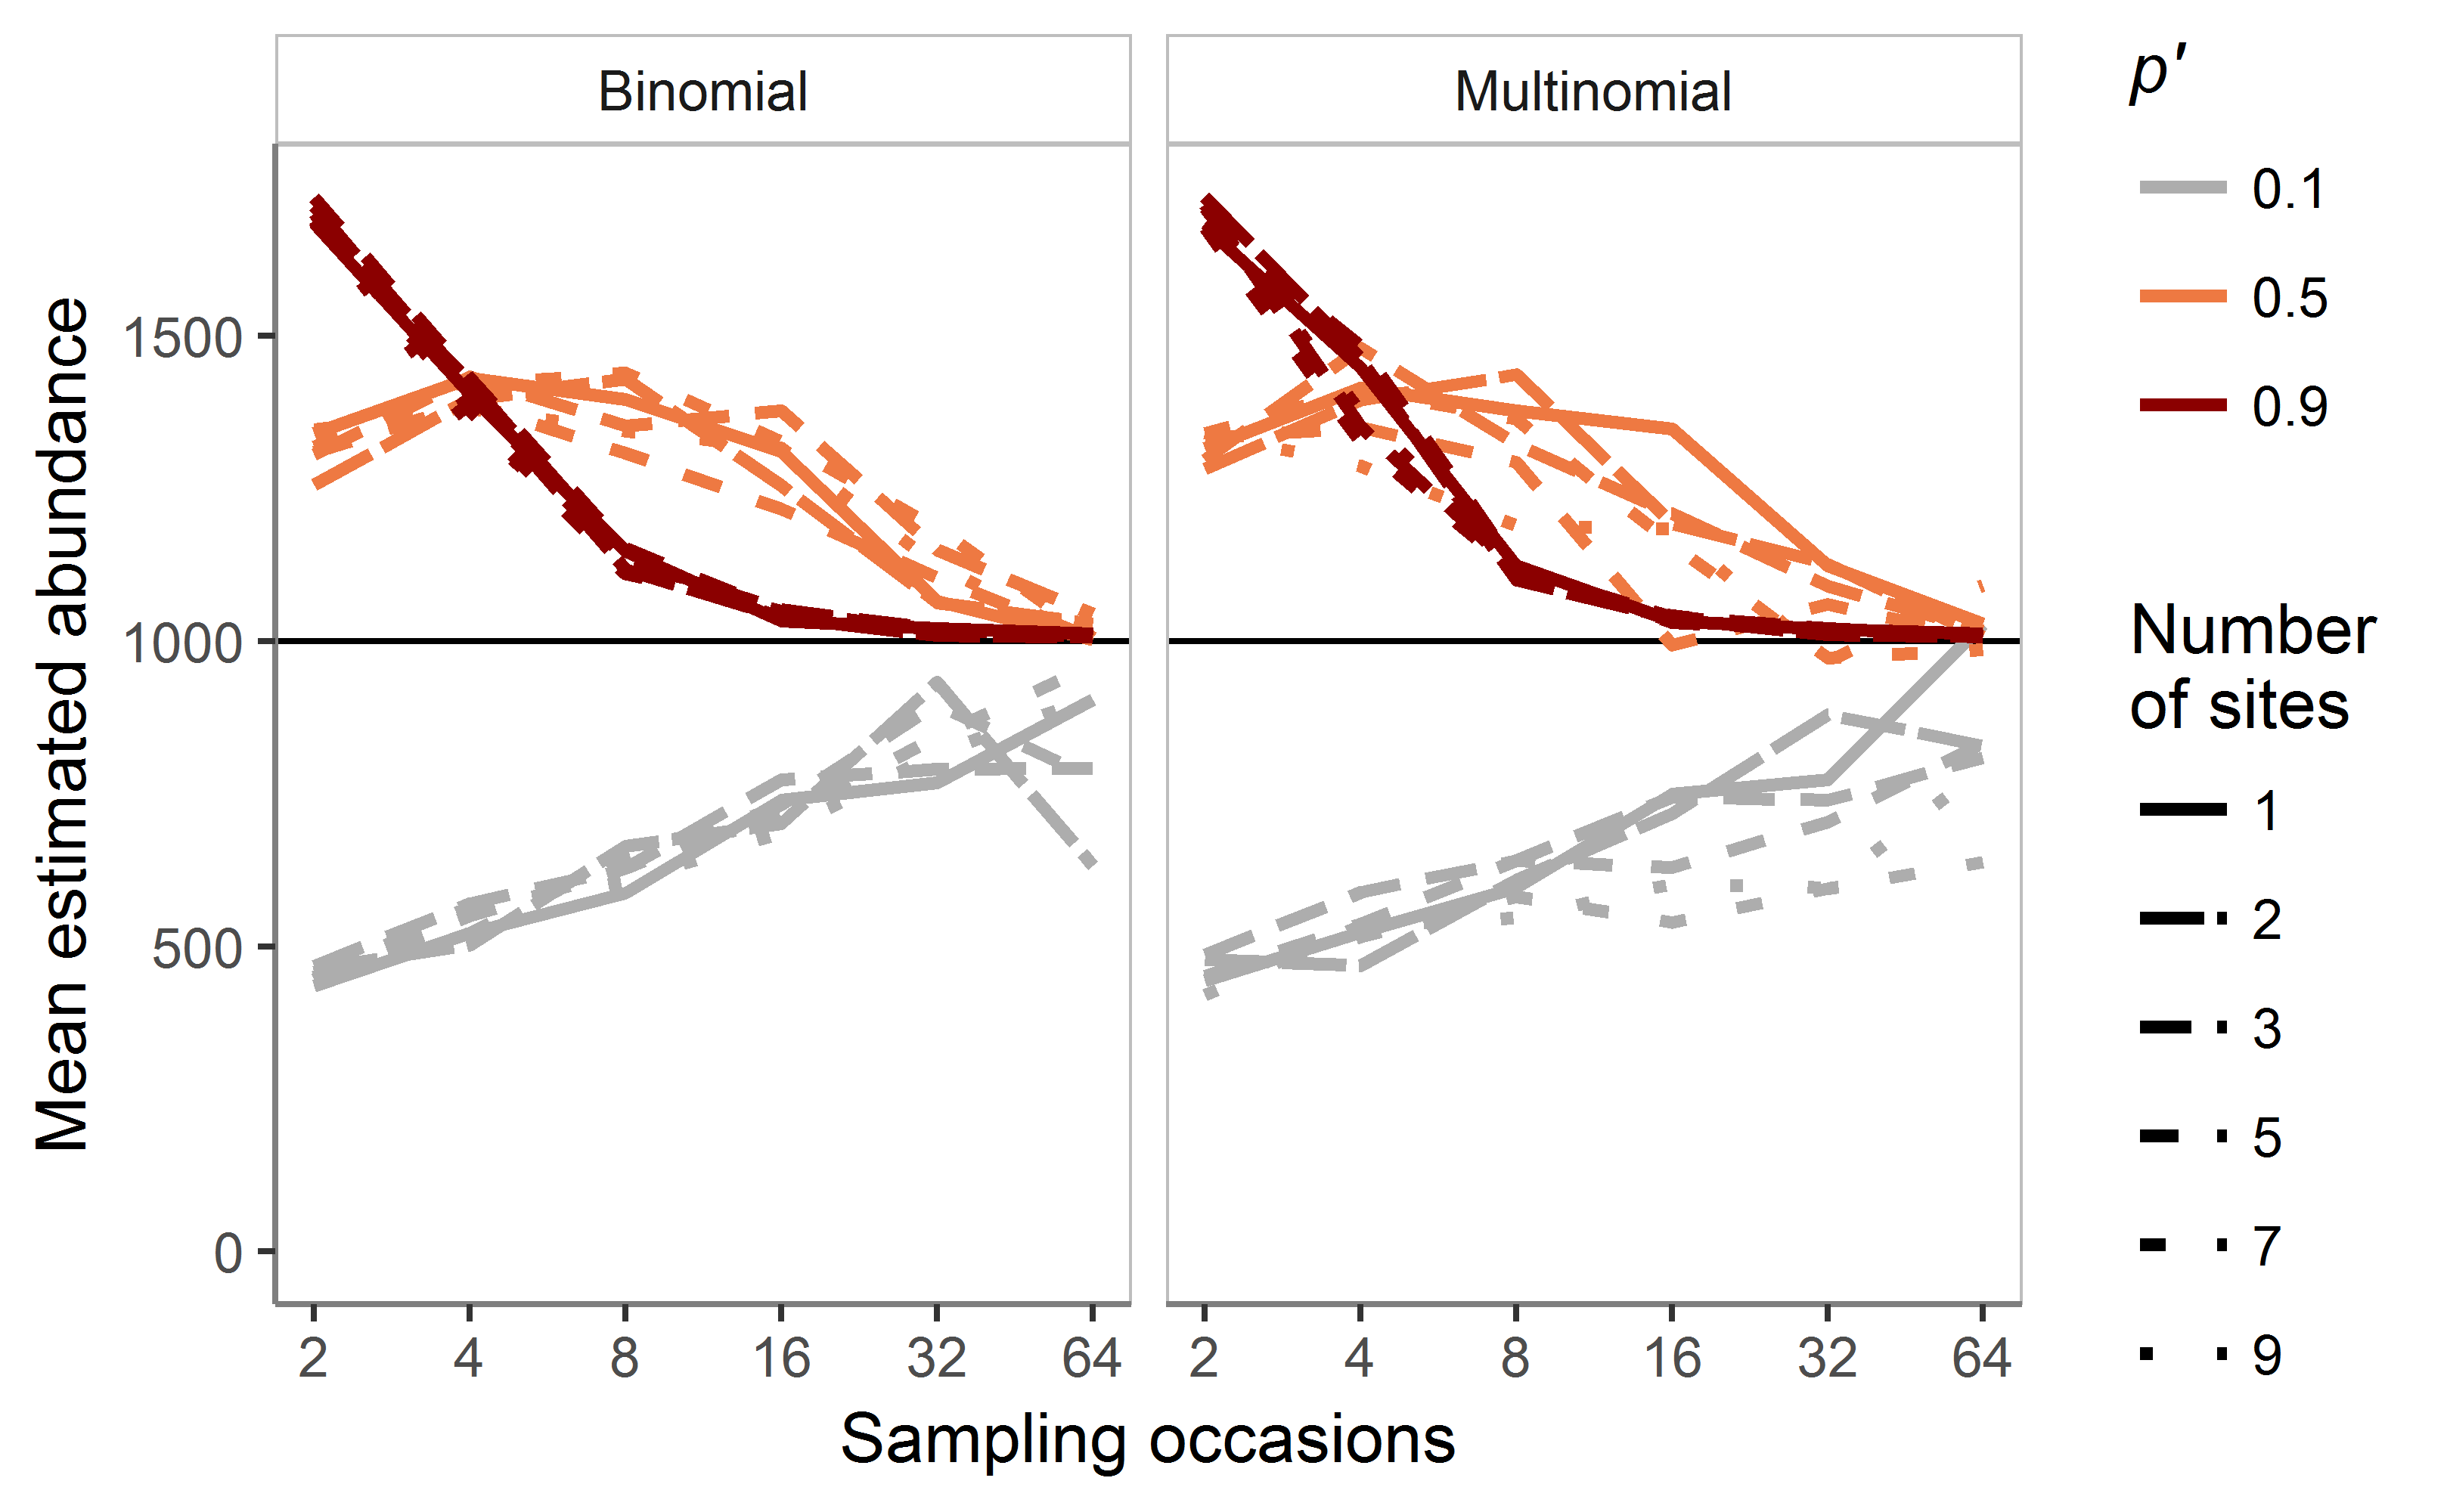 Binomial
Multinomial
Mean estimated abundance
1500
1000
500
0
2 4 8 16 32 64
2 4 8 16 32 64
Sampling occasions
p'
0.1
0.5
0.9
Number
of sites
1
2
3
5
7
9